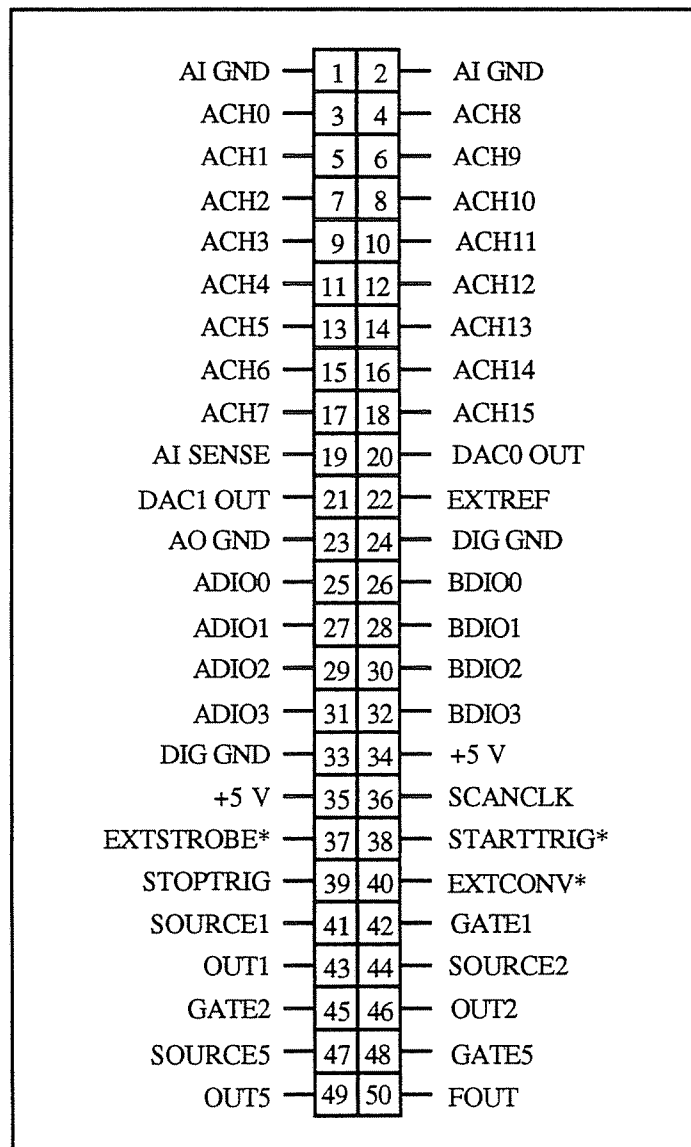 AI GND 1 2 AI GND
ACH0 3 4 ACH8
ACH1 5 6 ACH9
ACH2 7 8 ACH10
ACH3 9 10 ACH11
ACH4 11 12 ACH12
ACH5 13 14 ACH13
ACH6 15 16 ACH14
ACH7 17 18 ACH15
AI SENSE 19 20 DAC0 OUT
DAC1 OUT 21 22 EXTREF
AO GND 23 24 DIG GND
ADIO0 25 26 BDIO0
ADIO1 27 28 BDIO1
ADIO2 29 30 BDIO2
ADIO3 31 32 BDIO3
DIG GND 33 34 +5 V
+5 V 35 36 SCANCLK
EXTSTROBE* 37 38 STARTTRIG*
STOPTRIG 39 40 EXTCONV*
SOURCE1 41 42 GATE1
OUT1 43 44 SOURCE2
GATE2 45 46 OUT2
SOURCE5 47 48 GATE5
OUT5 49 50 FOUT